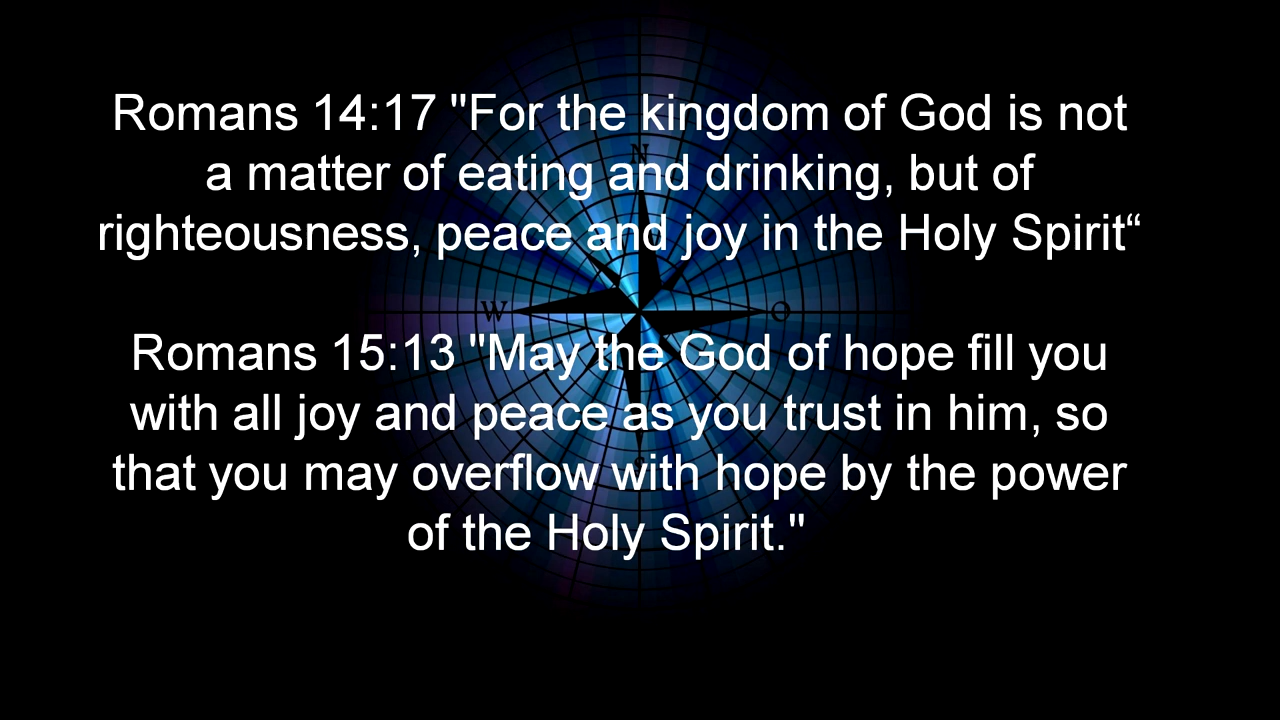 Romans 14:17 "For the kingdom of God is not
a matter of eating and drinking, but of
righteousness, peace and joy in the Holy Spirit“
Romans 15:13 "May the God of hope fill you
with all joy and peace as you trust in him, so
that you may overflow with hope by the power
of the Holy Spirit."
N
W
O